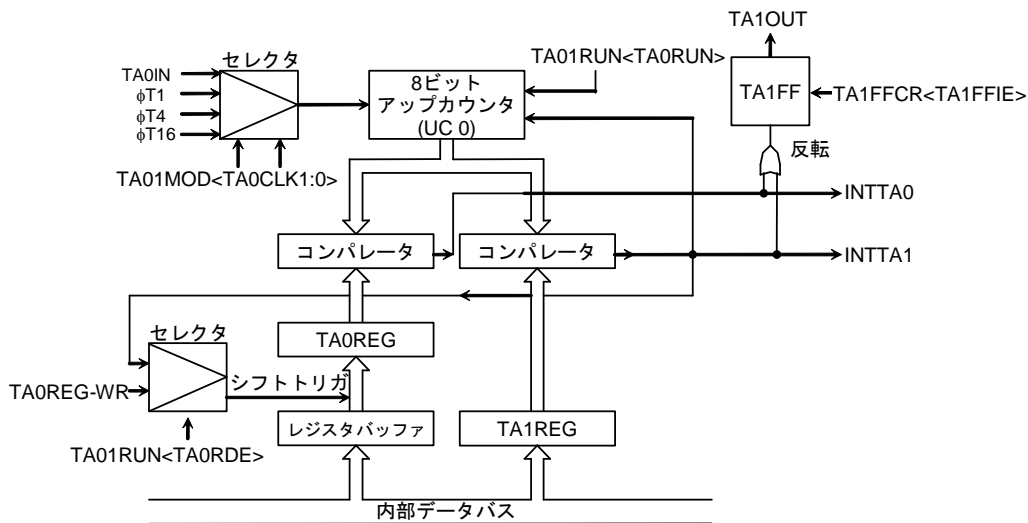 TA1OUT
セレクタ
TA0IN
φT1
φT4
φT16
TA01MOD<TA0CLK1:0>
8ビット
アップカウンタ
(UC 0)
TA01RUN<TA0RUN>
TA1FF
TA1FFCR<TA1FFIE>
反転
INTTA0
コンパレータ
コンパレータ
INTTA1
TA0REG
セレクタ
TA0REG-WR
シフトトリガ
レジスタバッファ
TA1REG
TA01RUN<TA0RDE>
内部データバス